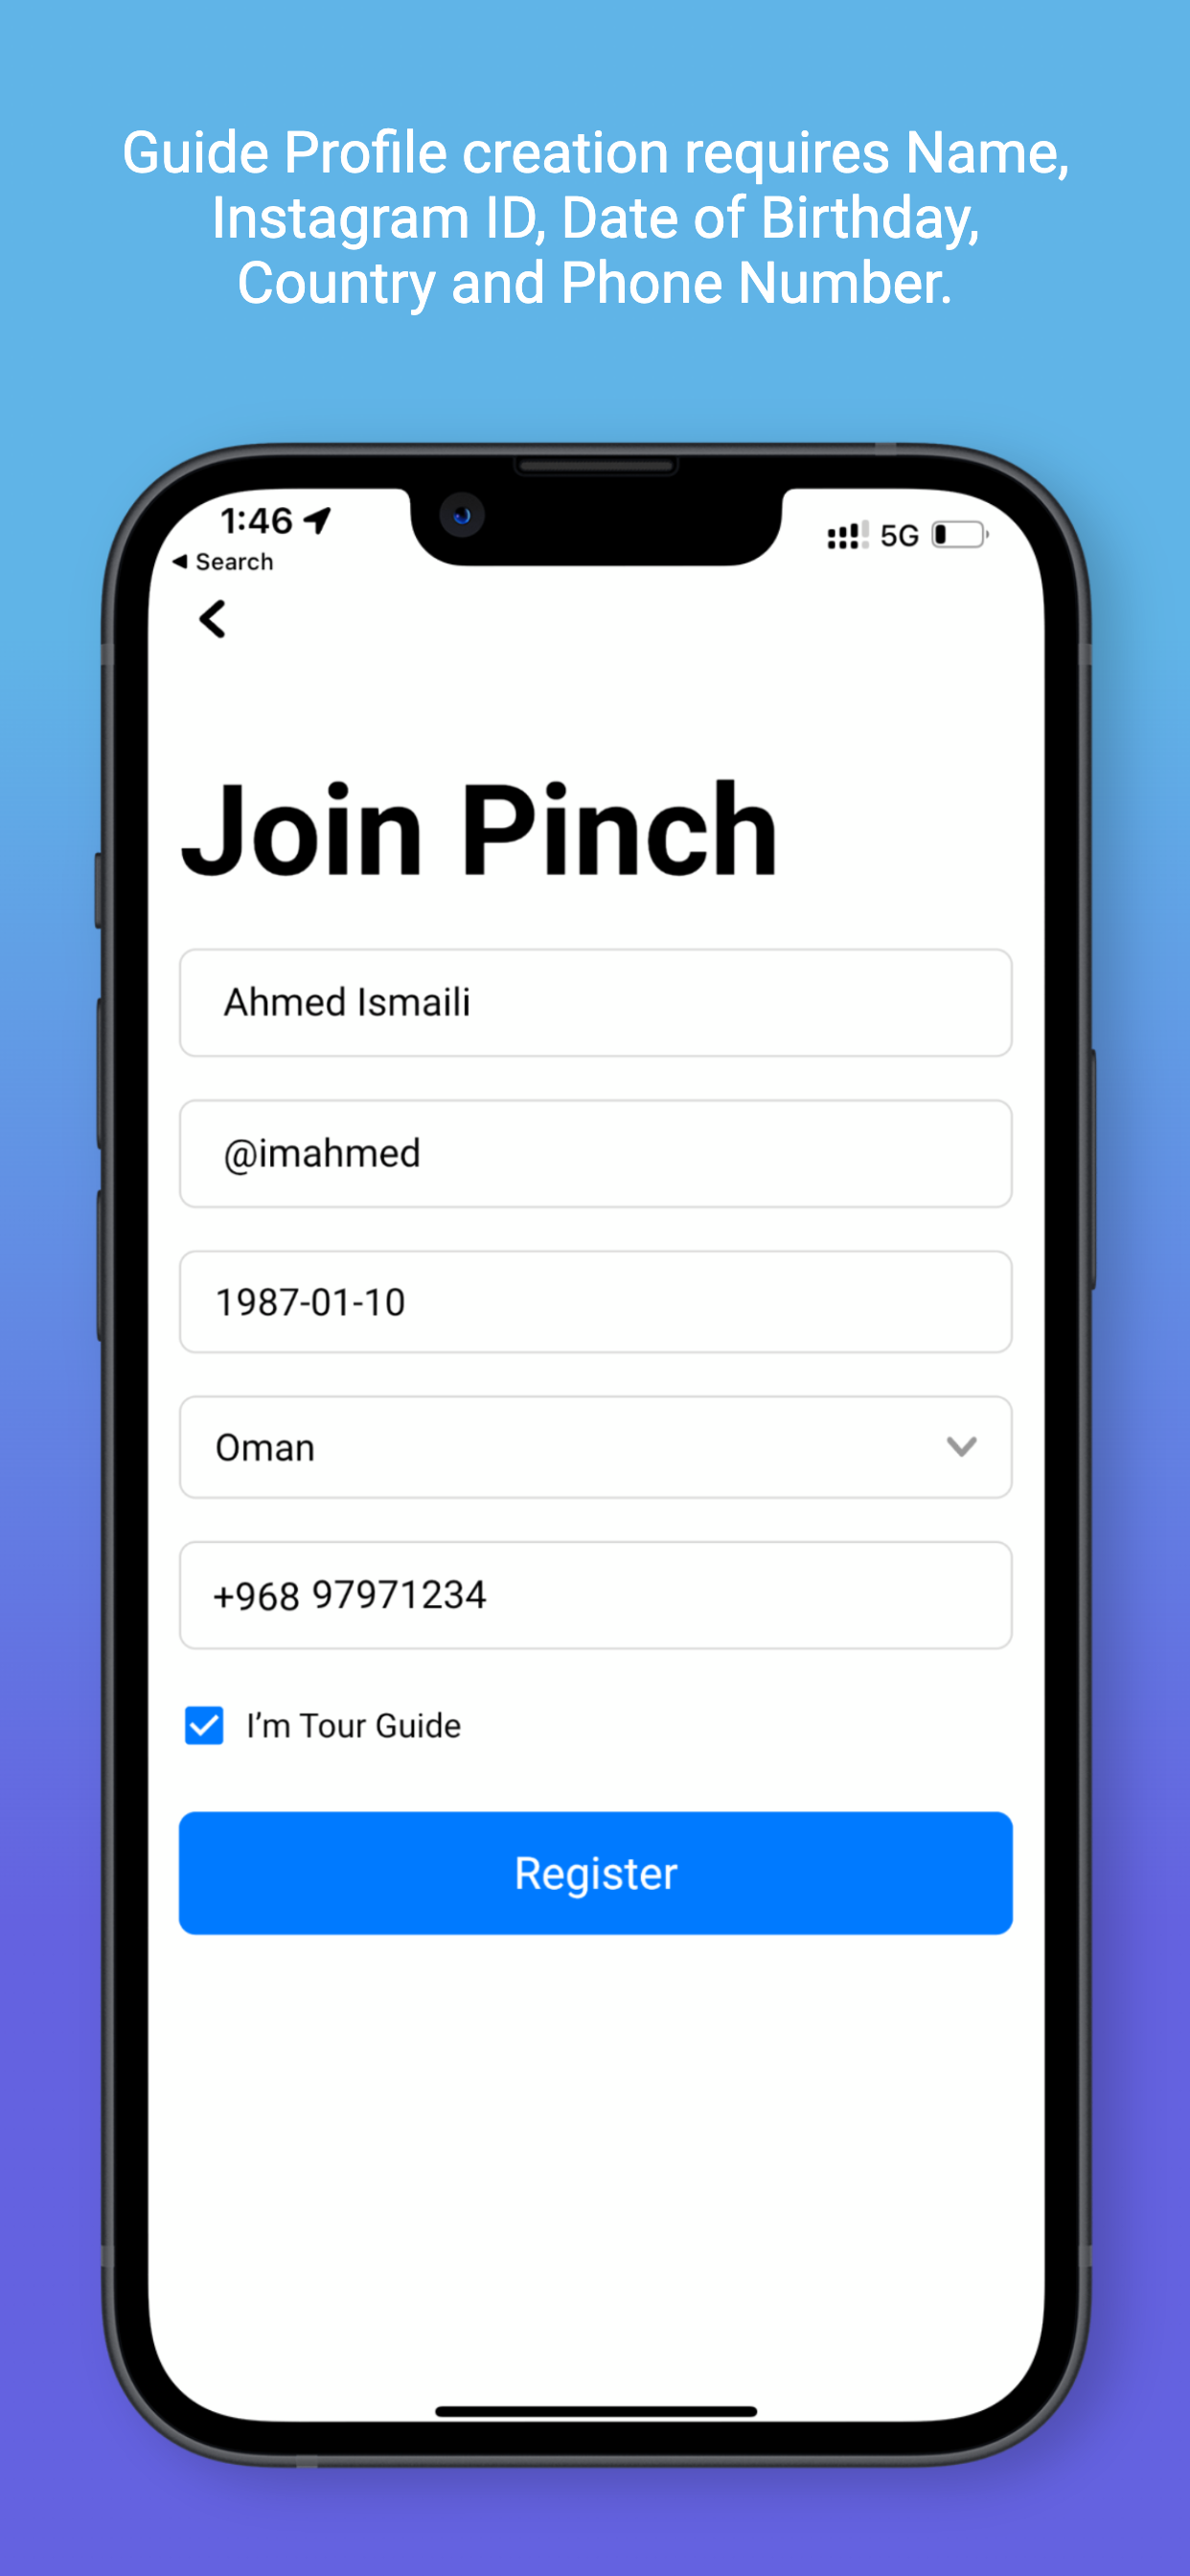 Guide Profile creation requires Name,
Instagram ID, Date of Birthday,
Country and Phone Number.
1:46
5G
Search
Join Pinch
Ahmed Ismaili
@imahmed
1987-01-10
Oman
+968 97971234
I’m Tour Guide
Register